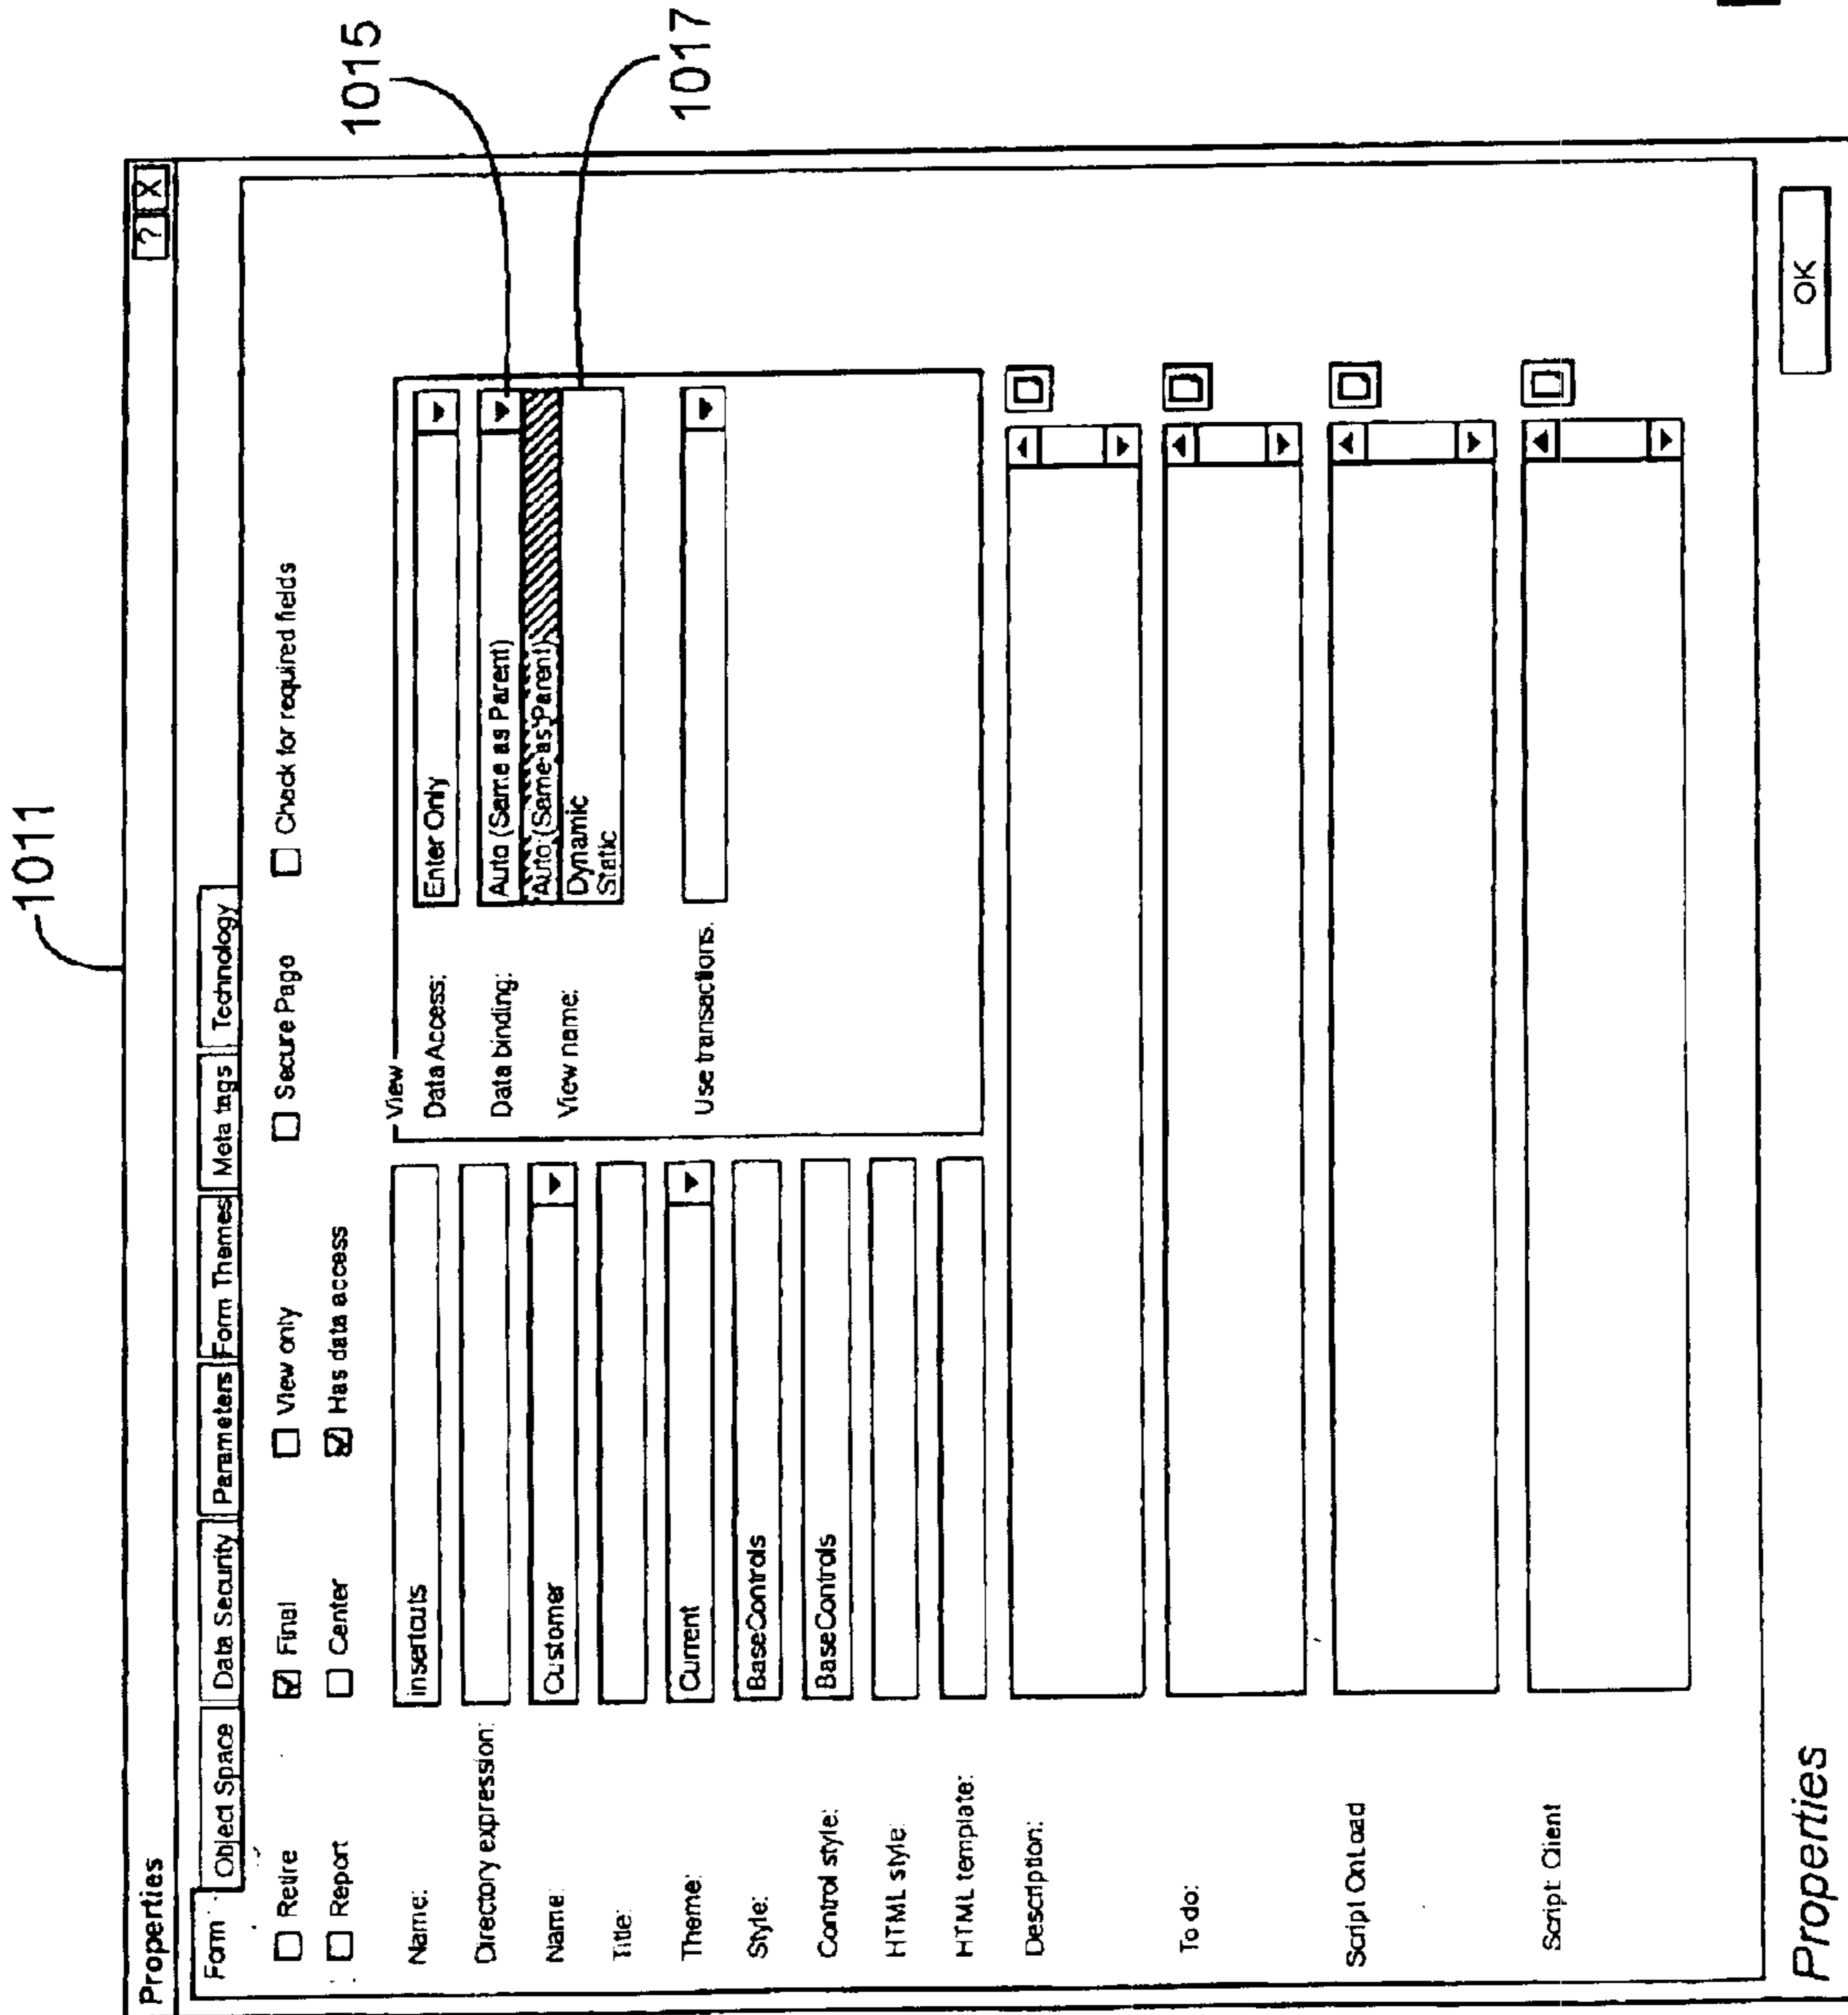 1011
Properties
? X
Form Object Space Data Security Parameters Form Themes Meta tags Technology
Retire Final View only Secure Page Check for required fields
Report Center Has data access
1015
1017
Name: insertcuts
Directory expression:
Name: Customer
Title:
Theme: Current
Style: BaseControls
Control style: BaseControls
HTML style:
HTML template:
View
Data Access: Enter Only
Data binding: Auto (Same as Parent)
Auto (Same as Parent)
View name: Dynamic
Static
Use transactions.
Description:
To do:
Script OnLoad
Script: Client
OK
Properties